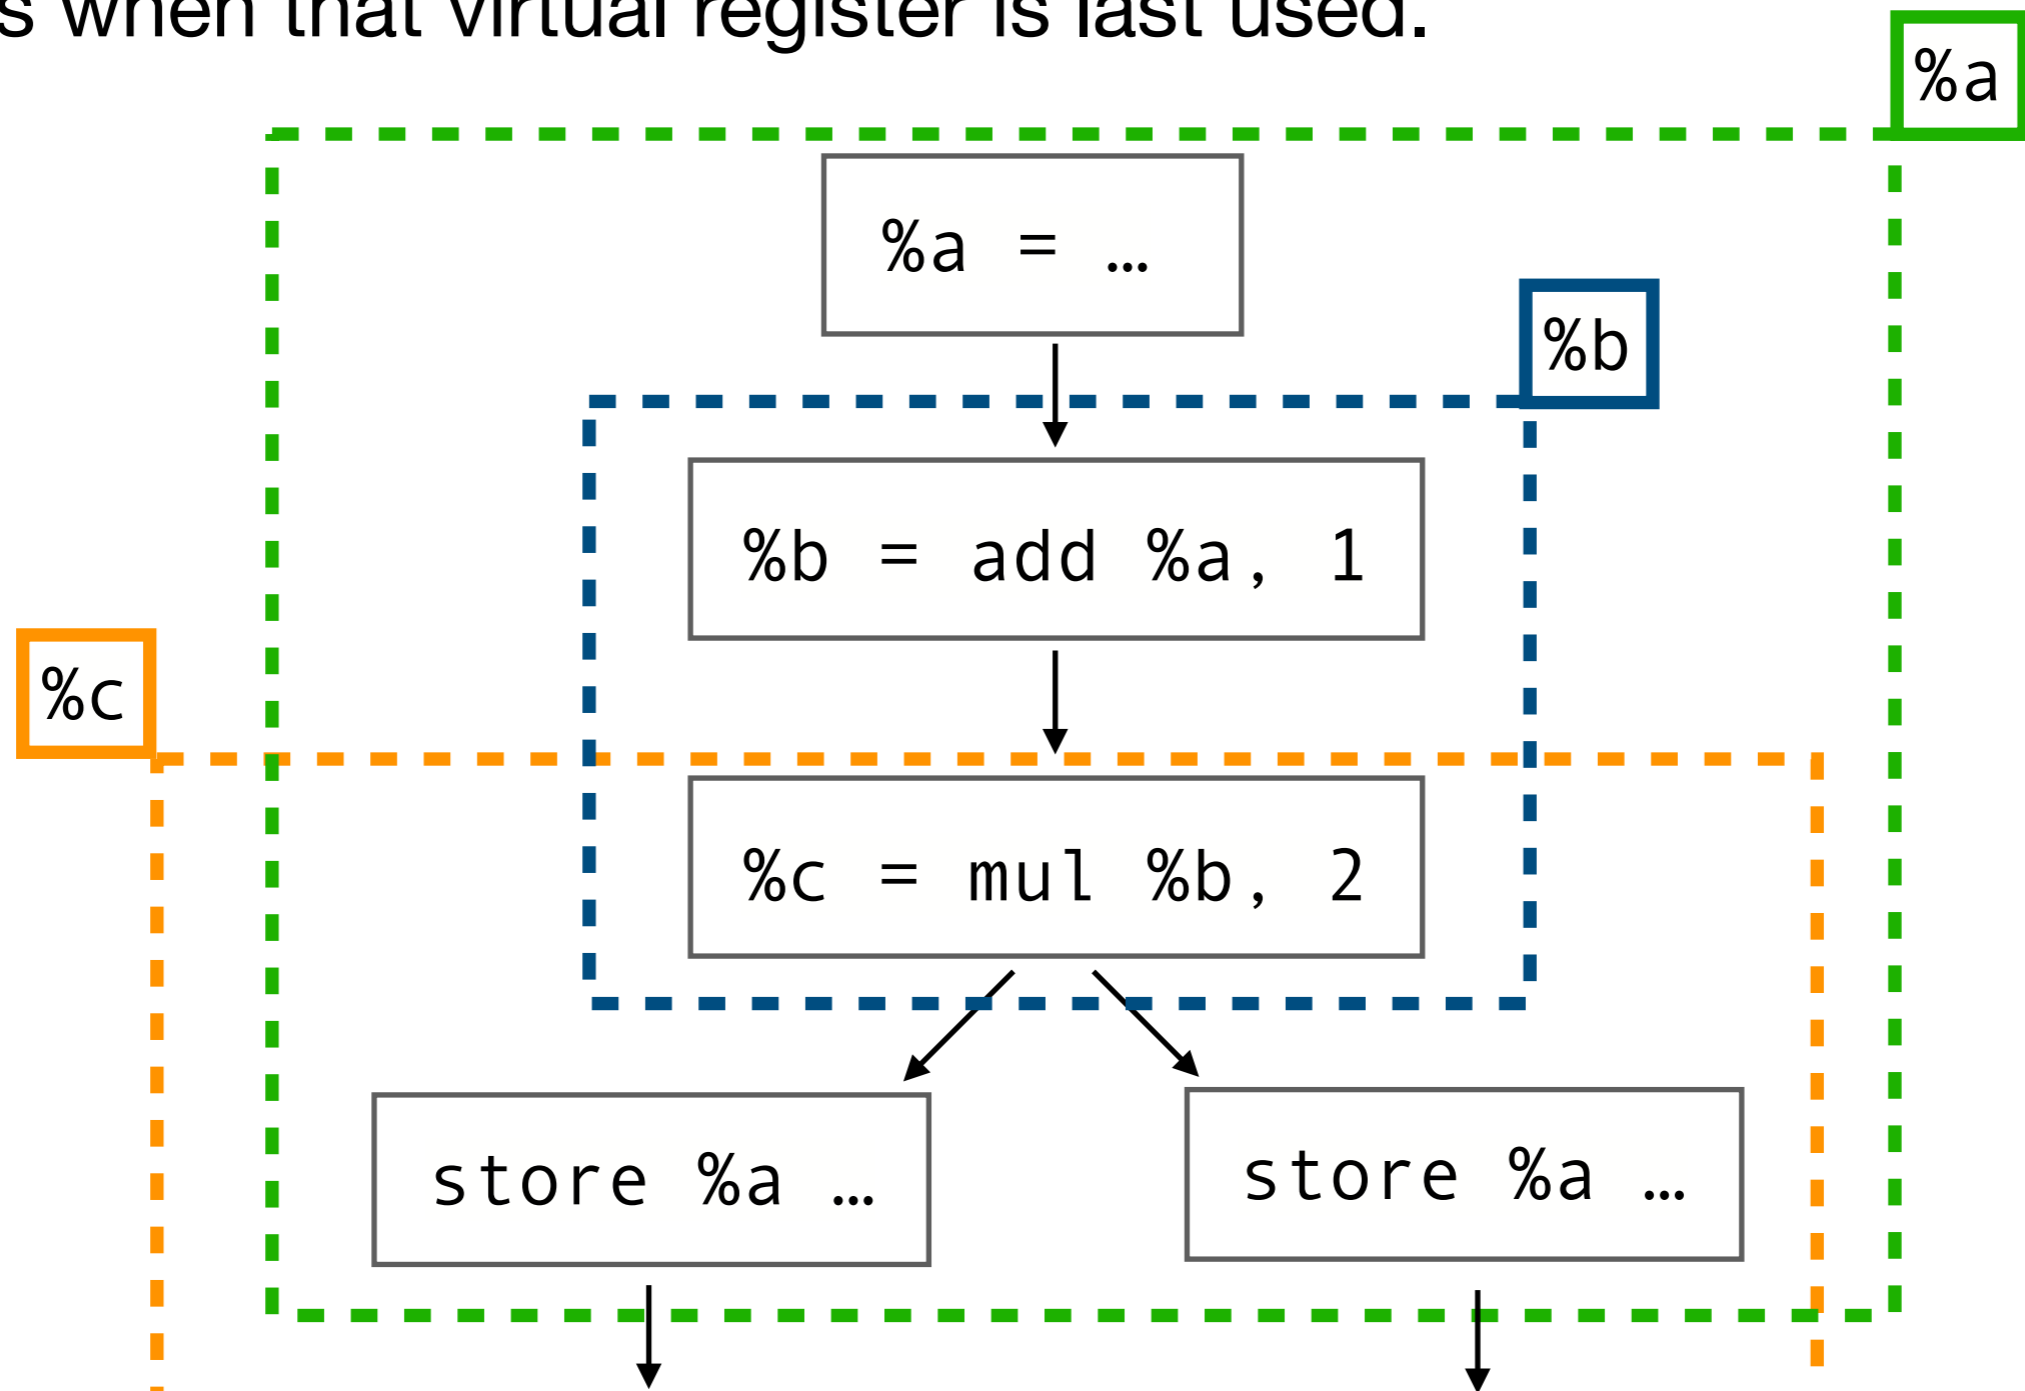 s when that virtual register is last used.
%a
%a = …
%b
%b = add %a, 1
%c
%c = mul %b, 2
store %a …
store %a …